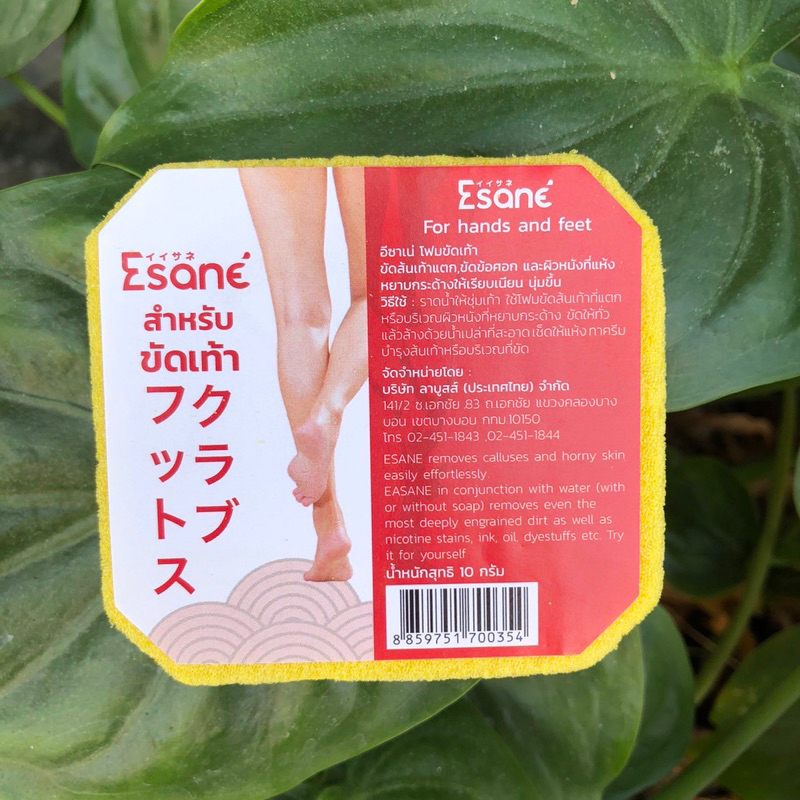 イイサネ
Esané
สำหรับ
ขัดเท้า
クラブ
フットス
イイサネ
Esané
For hands and feet
อีซาเน่ โฟมขัดเท้า
ขัดส้นเท้าแตก,ขัดข้อศอก และผิวหนังที่แห้ง
หยาบกระด้างให้เรียบเนียน นุ่มขึ้น
วิธีใช้ : ราดน้ำให้ชุ่มเท้า ใช้โฟมขัดส้นเท้าที่แตก
หรือบริเวณผิวหนังที่หยาบกระด้าง ขัดให้ทั่ว
แล้วล้างด้วยน้ำเปล่าที่สะอาด เช็ดให้แห้ง ทาครีม
บำรุงส้นเท้าหรือบริเวณที่ขัด
จัดจำหน่ายโดย :
บริษัท ลาบูสส์ (ประเทศไทย) จำกัด
141/2 ซ.เอกชัย .83 ถ.เอกชัย แขวงคลองบาง
บอน เขตบางบอน กทม.10150
โทร 02-451-1843 ,02-451-1844
ESANE removes calluses and horny skin
easily effortlessly
EASANE in conjunction with water (with
or without soap) removes even the
most deeply engrained dirt as well as
nicotine stains, ink, oil, dyestuffs etc. Try
it for yourself
น้ำหนักสุทธิ 10 กรัม
8 859751 700354